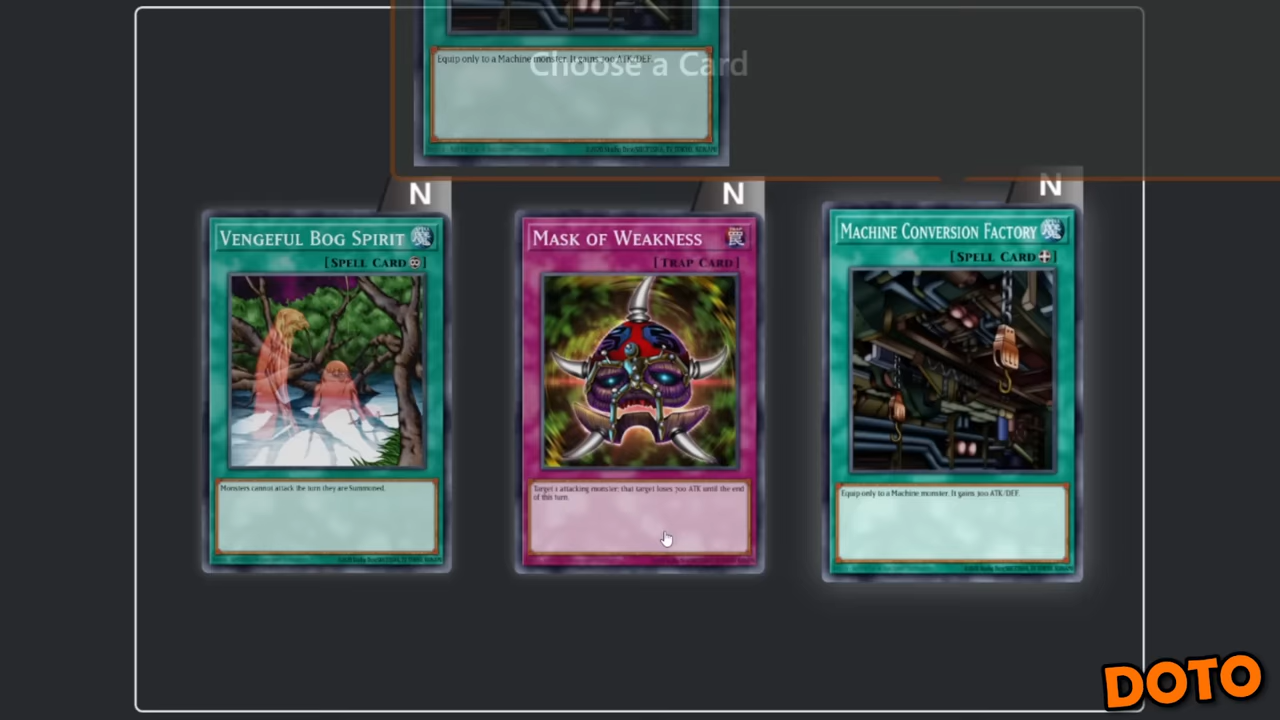 Equip only to a Machine monster. It gains 300 ATK/DEF.
Choose a Card
N
N
N
Vengeful Bog Spirit
[Spell Card]
Monsters cannot attack the turn they are Summoned.
Mask of Weakness
[Trap Card]
Target 1 attacking monster; that target loses 700 ATK until the end
of this turn.
Machine Conversion Factory
[Spell Card]
Equip only to a Machine monster. It gains 300 ATK/DEF.
DOTO